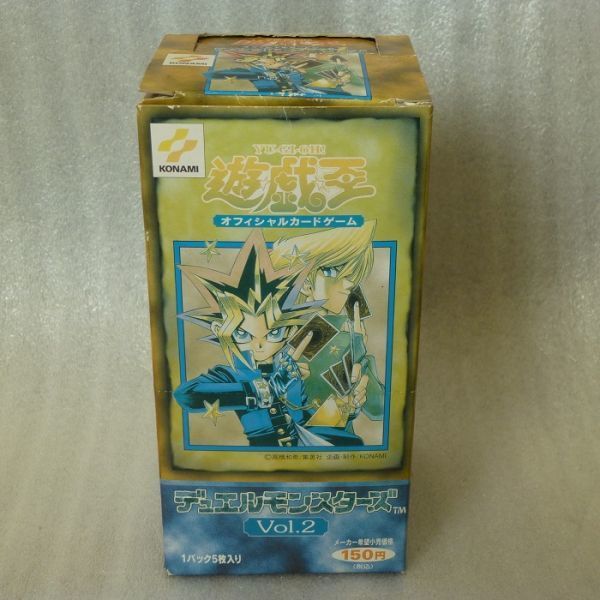 KONAMI
KONAMI
YU-GI-OH!
遊戯王
オフィシャルカードゲーム
©高橋和希/集英社 企画・制作/KONAMI
デュエルモンスターズ™
Vol.2
1パック5枚入り
メーカー希望小売価格
150円
(税込)